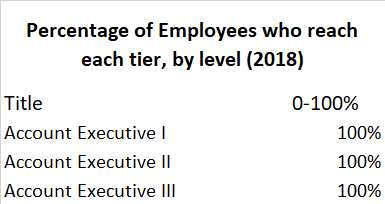 Percentage of Employees who reach
each tier, by level (2018)
Title 0-100%
Account Executive I 100%
Account Executive II 100%
Account Executive III 100%